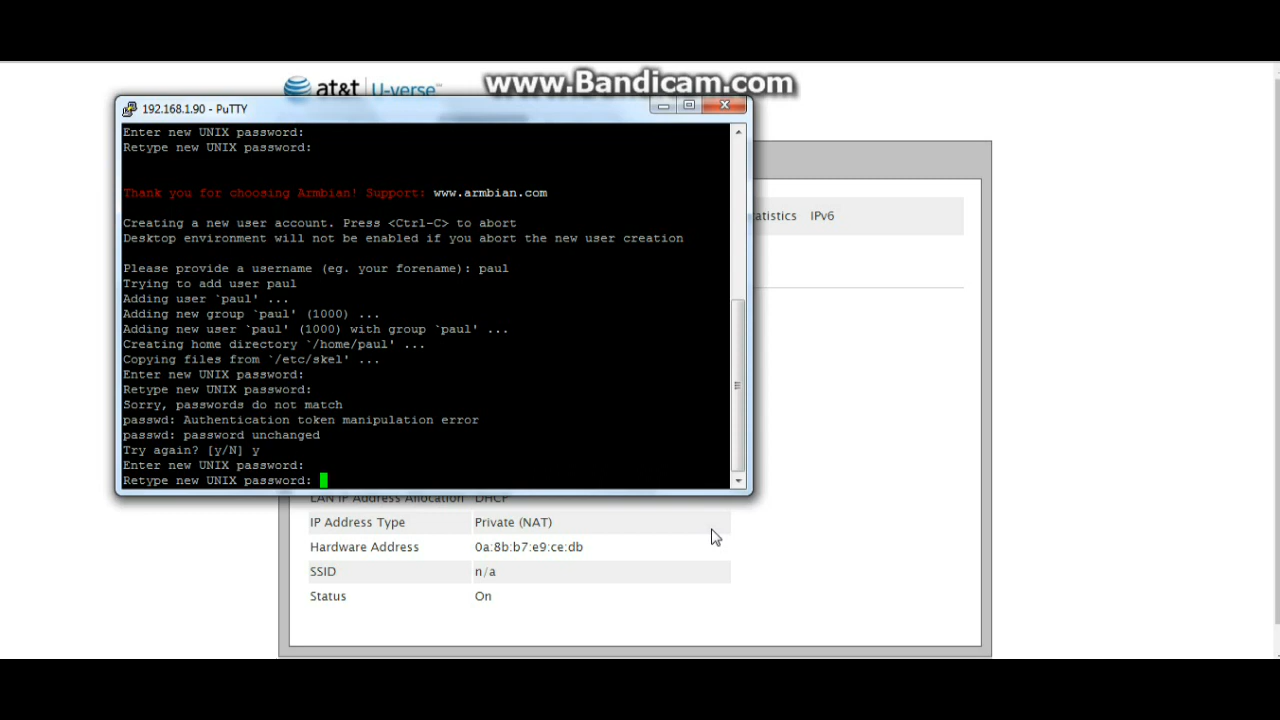 www.Bandicam.com
at&t U-verse™
192.168.1.90 - PuTTY
Enter new UNIX password:
Retype new UNIX password:
Thank you for choosing Armbian! Support: www.armbian.com
Creating a new user account. Press <Ctrl-C> to abort
Desktop environment will not be enabled if you abort the new user creation
Please provide a username (eg. your forename): paul
Trying to add user paul
Adding user `paul' ...
Adding new group `paul' (1000) ...
Adding new user `paul' (1000) with group `paul' ...
Creating home directory `/home/paul' ...
Copying files from `/etc/skel' ...
Enter new UNIX password:
Retype new UNIX password:
Sorry, passwords do not match
passwd: Authentication token manipulation error
passwd: password unchanged
Try again? [y/N] y
Enter new UNIX password:
Retype new UNIX password:
atistics IPv6
LAN IP Address Allocation DHCP
IP Address Type Private (NAT)
Hardware Address 0a:8b:b7:e9:ce:db
SSID n/a
Status On